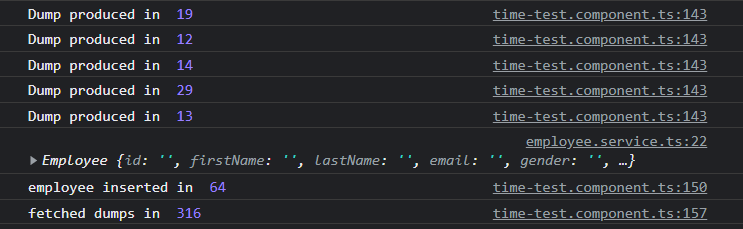 Dump produced in 19 time-test.component.ts:143
Dump produced in 12 time-test.component.ts:143
Dump produced in 14 time-test.component.ts:143
Dump produced in 29 time-test.component.ts:143
Dump produced in 13 time-test.component.ts:143
employee.service.ts:22
Employee {id: '', firstName: '', lastName: '', email: '', gender: '', …}
employee inserted in 64 time-test.component.ts:150
fetched dumps in 316 time-test.component.ts:157